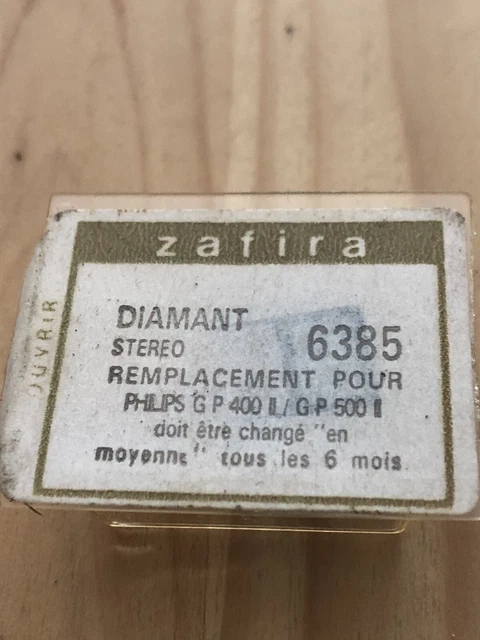 zafira
OUVRIR
DIAMANT
STEREO 6385
REMPLACEMENT POUR
PHILIPS G P 400 II / G P 500 II
doit être changé "en
moyenne" tous les 6 mois